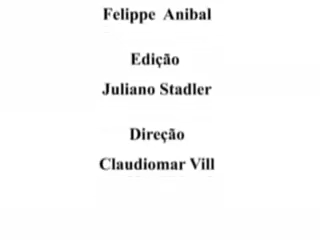 Felippe Anibal
Edição
Juliano Stadler
Direção
Claudiomar Vill